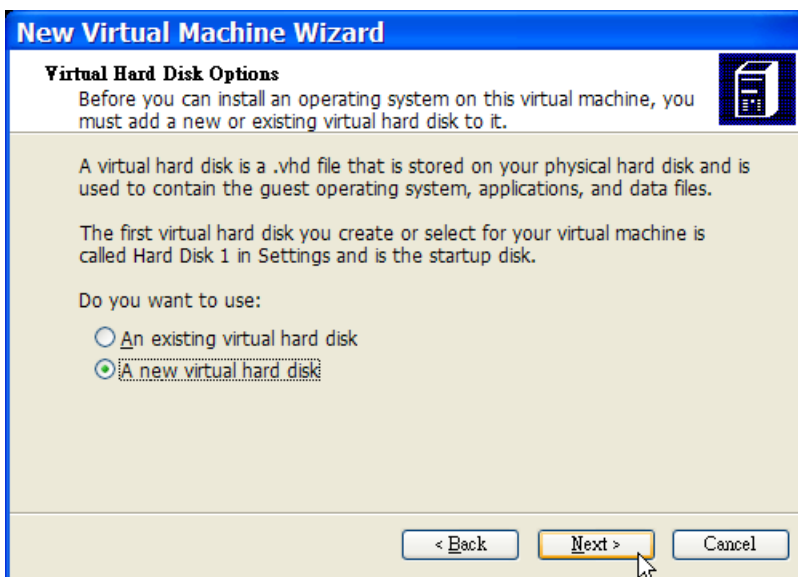 New Virtual Machine Wizard
Virtual Hard Disk Options
Before you can install an operating system on this virtual machine, you
must add a new or existing virtual hard disk to it.
A virtual hard disk is a .vhd file that is stored on your physical hard disk and is
used to contain the guest operating system, applications, and data files.
The first virtual hard disk you create or select for your virtual machine is
called Hard Disk 1 in Settings and is the startup disk.
Do you want to use:
An existing virtual hard disk
A new virtual hard disk
< Back Next > Cancel